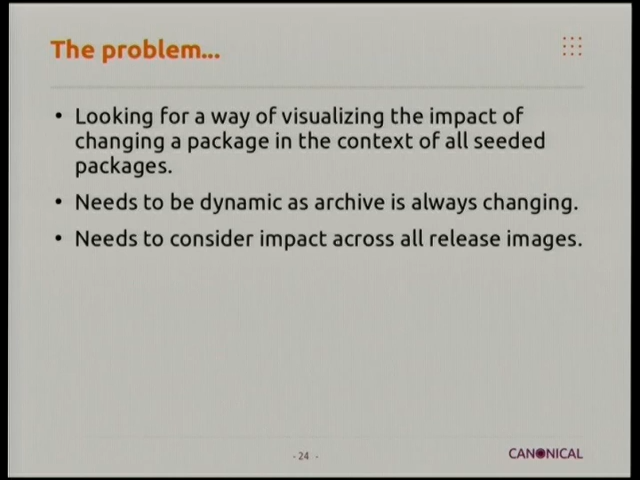 The problem...
• Looking for a way of visualizing the impact of
changing a package in the context of all seeded
packages.
• Needs to be dynamic as archive is always changing.
• Needs to consider impact across all release images.
- 24 -
CANONICAL